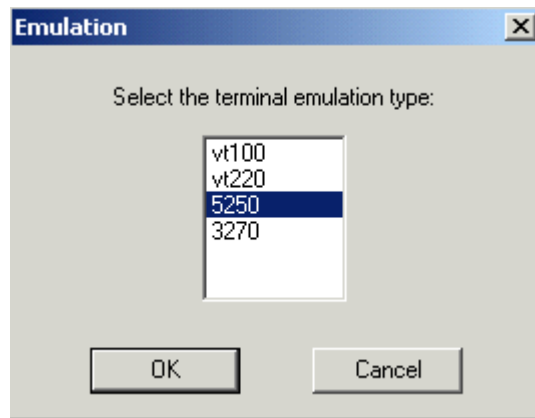 Emulation
Select the terminal emulation type:
vt100
vt220
5250
3270
OK Cancel